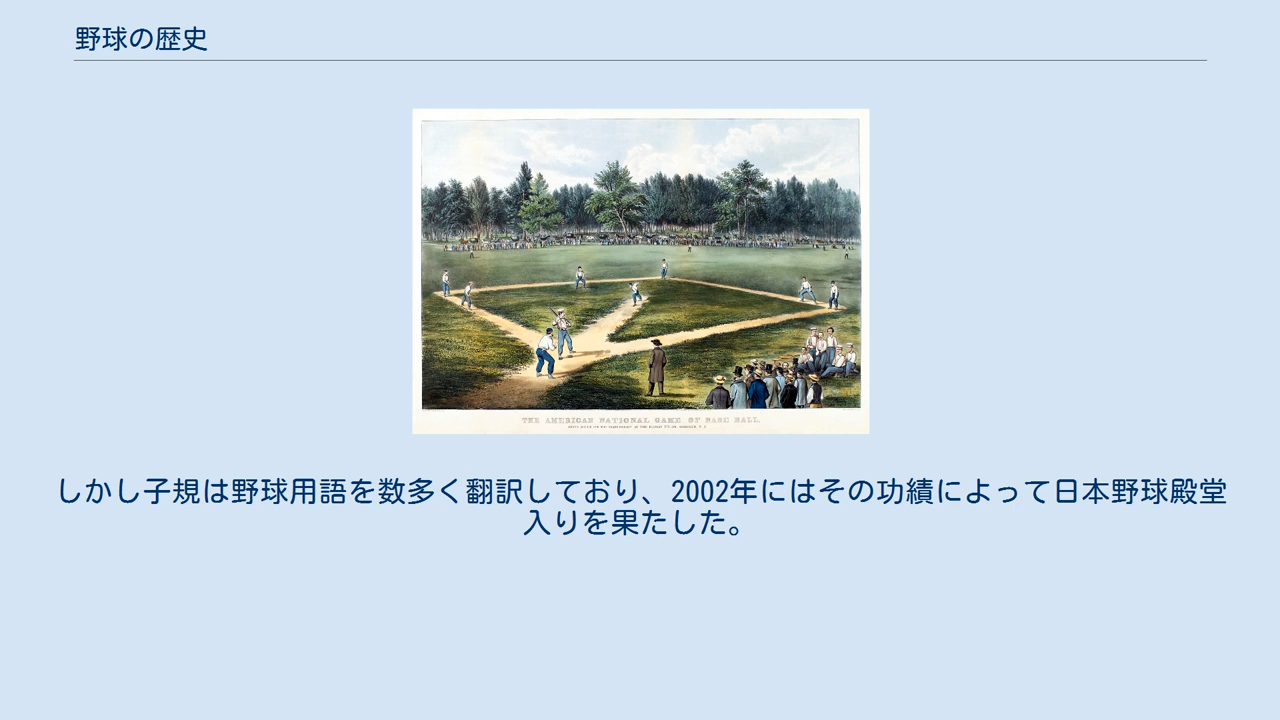 野球の歴史
THE AMERICAN NATIONAL GAME OF BASE BALL.
しかし子規は野球用語を数多く翻訳しており、2002年にはその功績によって日本野球殿堂
入りを果たした。